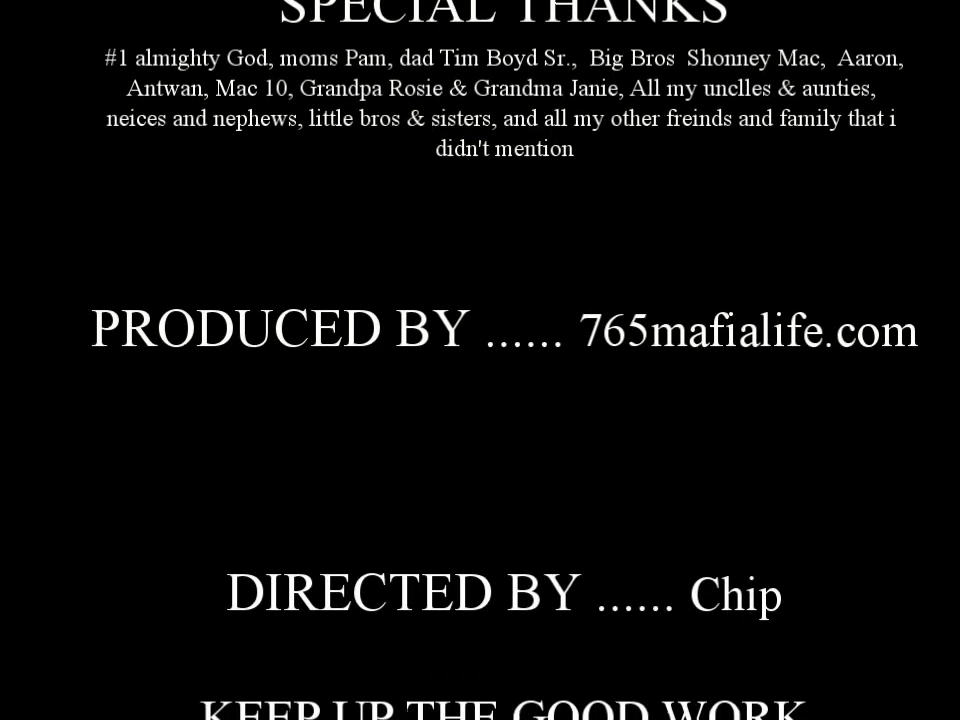 SPECIAL THANKS
#1 almighty God, moms Pam, dad Tim Boyd Sr.,  Big Bros  Shonney Mac,  Aaron,
Antwan, Mac 10, Grandpa Rosie & Grandma Janie, All my unclles & aunties,
neices and nephews, little bros & sisters, and all my other freinds and family that i
didn't mention
PRODUCED BY ...... 765mafialife.com
DIRECTED BY ...... Chip
KEEP UP THE GOOD WORK